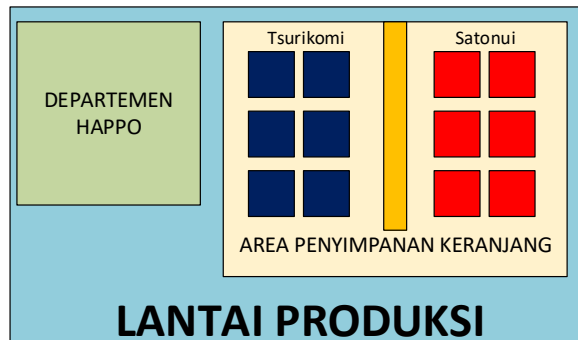 DEPARTEMEN
HAPPO
Tsurikomi
Satonui
AREA PENYIMPANAN KERANJANG
LANTAI PRODUKSI